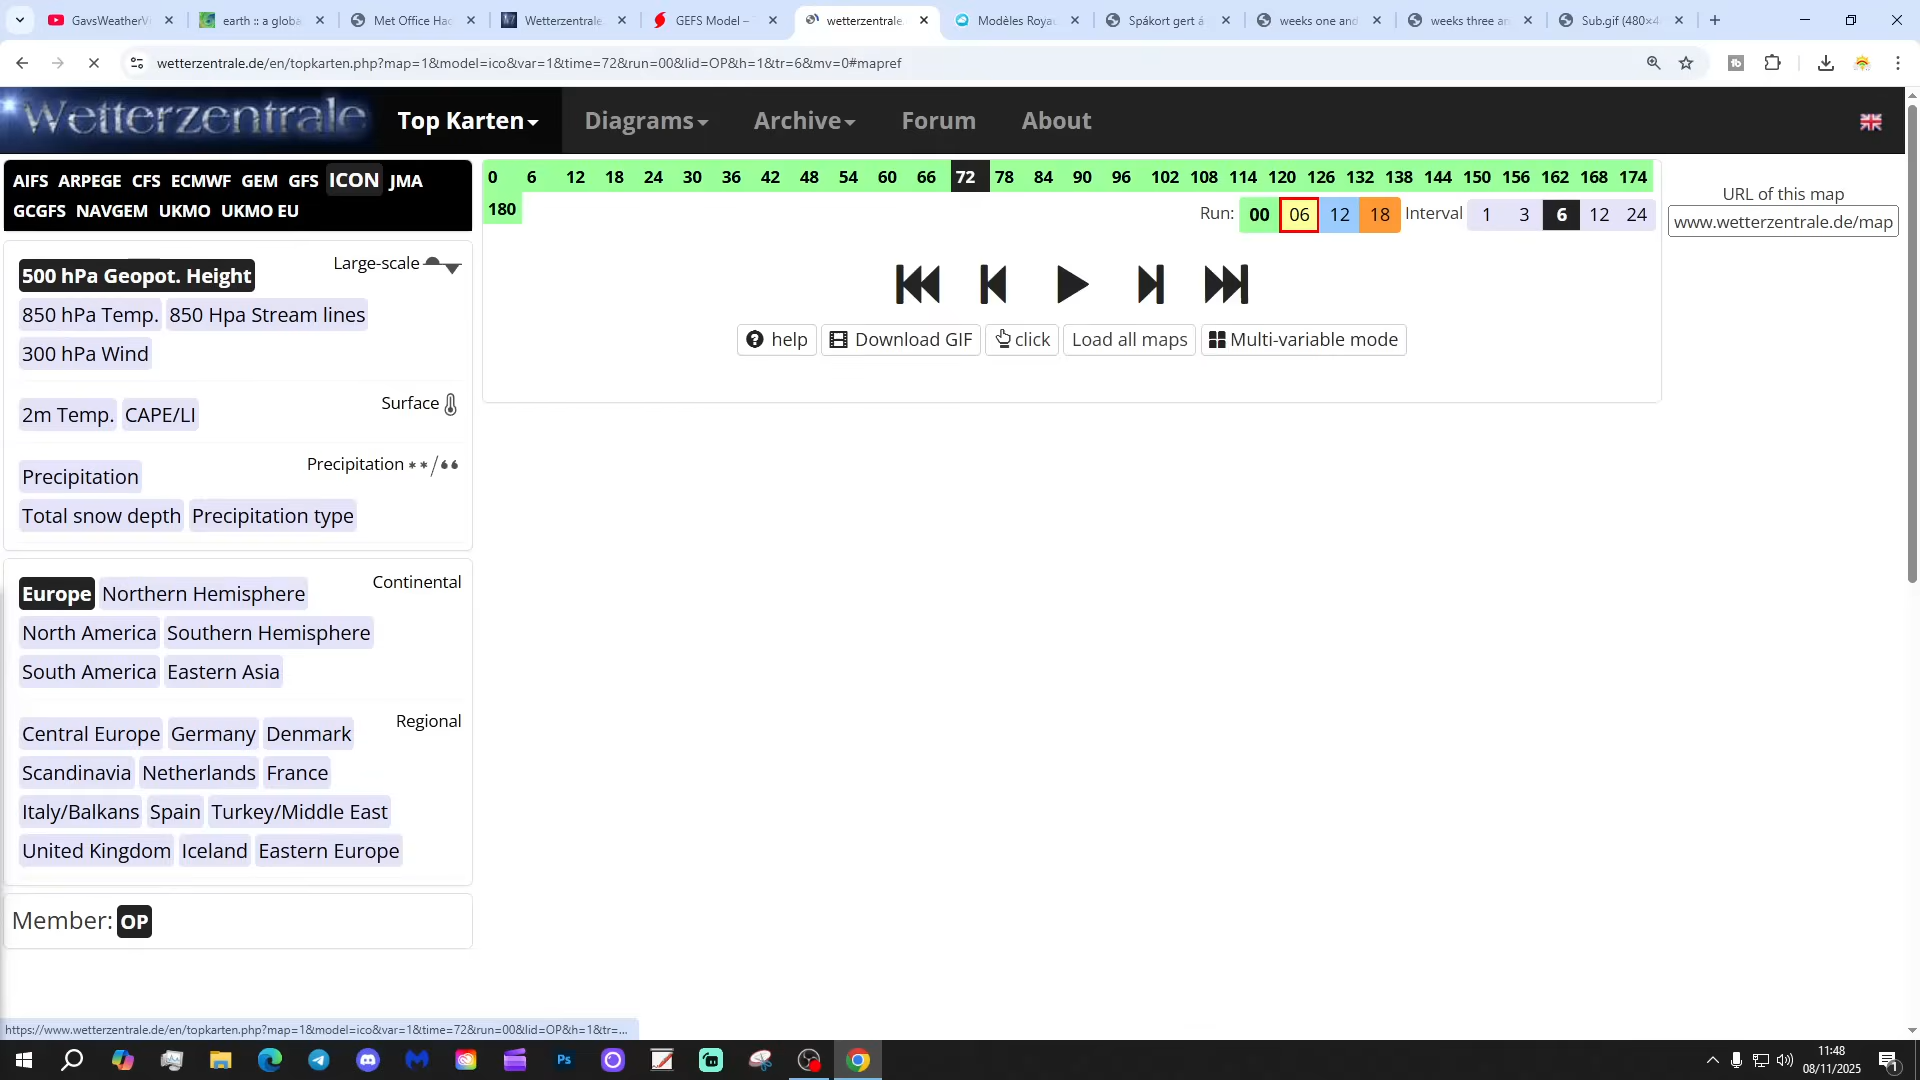 GavsWeatherVi
earth :: a globa
Met Office Had
Wetterzentrale
GEFS Model –
wetterzentrale.
Modèles Royau
Spákort gert á
weeks one and
weeks three an
Sub.gif (480×4
wetterzentrale.de/en/topkarten.php?map=1&model=ico&var=1&time=72&run=00&lid=OP&h=1&tr=6&mv=0#mapref
Wetterzentrale Top Karten Diagrams Archive Forum About
AIFS ARPEGE CFS ECMWF GEM GFS ICON JMA
GCGFS NAVGEM UKMO UKMO EU
0 6 12 18 24 30 36 42 48 54 60 66 72 78 84 90 96 102 108 114 120 126 132 138 144 150 156 162 168 174
180
Run: 00 06 12 18 Interval 1 3 6 12 24
URL of this map
www.wetterzentrale.de/map
help Download GIF click Load all maps Multi-variable mode
Large-scale
500 hPa Geopot. Height
850 hPa Temp. 850 Hpa Stream lines
300 hPa Wind
Surface
2m Temp. CAPE/LI
Precipitation
Precipitation
Total snow depth Precipitation type
Continental
Europe Northern Hemisphere
North America Southern Hemisphere
South America Eastern Asia
Regional
Central Europe Germany Denmark
Scandinavia Netherlands France
Italy/Balkans Spain Turkey/Middle East
United Kingdom Iceland Eastern Europe
Member: OP
https://www.wetterzentrale.de/en/topkarten.php?map=1&model=ico&var=1&time=72&run=00&lid=OP&h=1&tr=...
Ps
11:48
08/11/2025
1